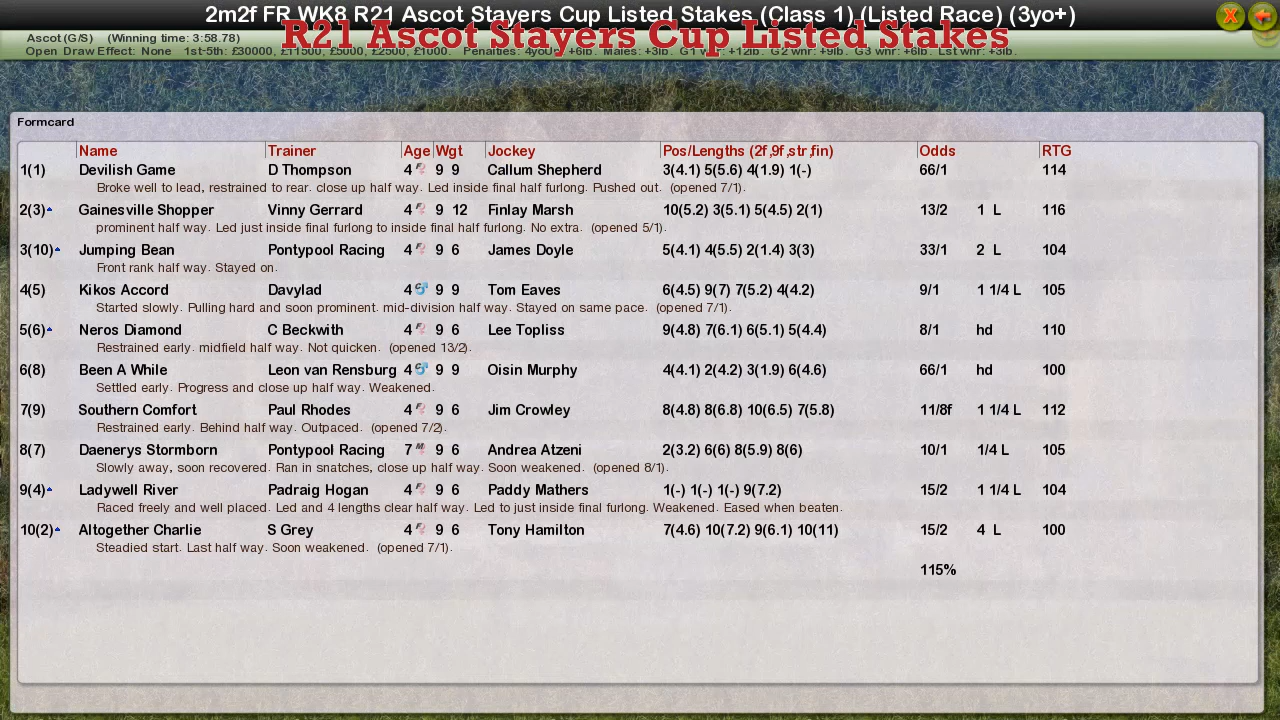 2m2f FR WK8 R21 Ascot Stayers Cup Listed Stakes (Class 1) (Listed Race) (3yo+)
R21 Ascot Stayers Cup Listed Stakes
Ascot (G/S) (Winning time: 3:58.78)
Open Draw Effect: None 1st-5th: £30000, £11500, £5000, £2500, £1000. Penalties: 4yoUp: +6lb. Males: +3lb. G1 wnr: +12lb. G2 wnr: +9lb. G3 wnr: +6lb. Lst wnr: +3lb.
Formcard
Name Trainer Age Wgt Jockey Pos/Lengths (2f,9f,str,fin) Odds RTG
1(1) Devilish Game D Thompson 4 9 9 Callum Shepherd 3(4.1) 5(5.6) 4(1.9) 1(-) 66/1 114
Broke well to lead, restrained to rear. close up half way. Led inside final half furlong. Pushed out. (opened 7/1).
2(3) Gainesville Shopper Vinny Gerrard 4 9 12 Finlay Marsh 10(5.2) 3(5.1) 5(4.5) 2(1) 13/2 1 L 116
prominent half way. Led just inside final furlong to inside final half furlong. No extra. (opened 5/1).
3(10) Jumping Bean Pontypool Racing 4 9 6 James Doyle 5(4.1) 4(5.5) 2(1.4) 3(3) 33/1 2 L 104
Front rank half way. Stayed on.
4(5) Kikos Accord Davylad 4 9 9 Tom Eaves 6(4.5) 9(7) 7(5.2) 4(4.2) 9/1 1 1/4 L 105
Started slowly. Pulling hard and soon prominent. mid-division half way. Stayed on same pace. (opened 7/1).
5(6) Neros Diamond C Beckwith 4 9 6 Lee Topliss 9(4.8) 7(6.1) 6(5.1) 5(4.4) 8/1 hd 110
Restrained early. midfield half way. Not quicken. (opened 13/2).
6(8) Been A While Leon van Rensburg 4 9 9 Oisin Murphy 4(4.1) 2(4.2) 3(1.9) 6(4.6) 66/1 hd 100
Settled early. Progress and close up half way. Weakened.
7(9) Southern Comfort Paul Rhodes 4 9 6 Jim Crowley 8(4.8) 8(6.8) 10(6.5) 7(5.8) 11/8f 1 1/4 L 112
Restrained early. Behind half way. Outpaced. (opened 7/2).
8(7) Daenerys Stormborn Pontypool Racing 7 M 9 6 Andrea Atzeni 2(3.2) 6(6) 8(5.9) 8(6) 10/1 1/4 L 105
Slowly away, soon recovered. Ran in snatches, close up half way. Soon weakened. (opened 8/1).
9(4) Ladywell River Padraig Hogan 4 9 6 Paddy Mathers 1(-) 1(-) 1(-) 9(7.2) 15/2 1 1/4 L 104
Raced freely and well placed. Led and 4 lengths clear half way. Led to just inside final furlong. Weakened. Eased when beaten.
10(2) Altogether Charlie S Grey 4 9 6 Tony Hamilton 7(4.6) 10(7.2) 9(6.1) 10(11) 15/2 4 L 100
Steadied start. Last half way. Soon weakened. (opened 7/1).
115%